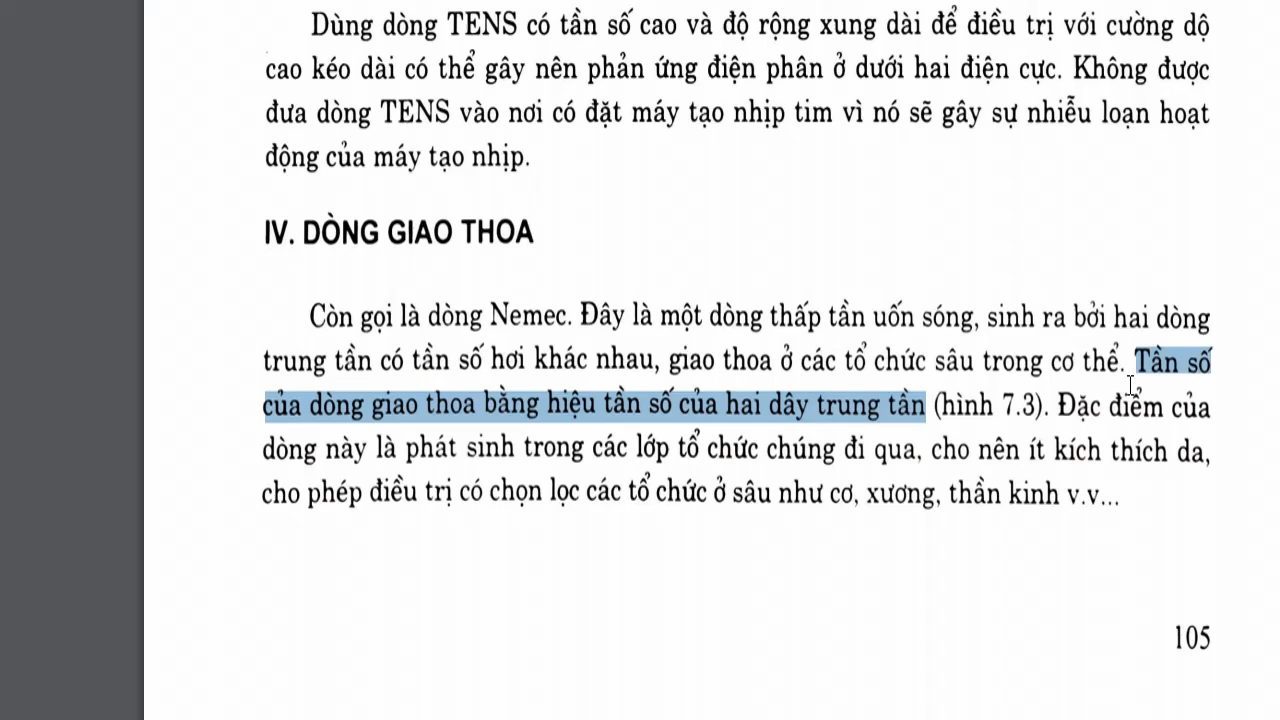 Dùng dòng TENS có tần số cao và độ rộng xung dài để điều trị với cường dộ
cao kéo dài có thể gây nên phản ứng điện phân ở dưới hai điện cực. Không được
đưa dòng TENS vào nơi có đặt máy tạo nhịp tim vì nó sẽ gây sự nhiễu loạn hoạt
động của máy tạo nhịp.
IV. DÒNG GIAO THOA
Còn gọi là dòng Nemec. Đây là một dòng thấp tần uốn sóng, sinh ra bởi hai dòng
trung tần có tần số hơi khác nhau, giao thoa ở các tổ chức sâu trong cơ thể. Tần số
của dòng giao thoa bằng hiệu tần số của hai dây trung tần (hình 7.3). Đặc điểm của
dòng này là phát sinh trong các lớp tổ chức chúng đi qua, cho nên ít kích thích da,
cho phép điều trị có chọn lọc các tổ chức ở sâu như cơ, xương, thần kinh v.v...
105